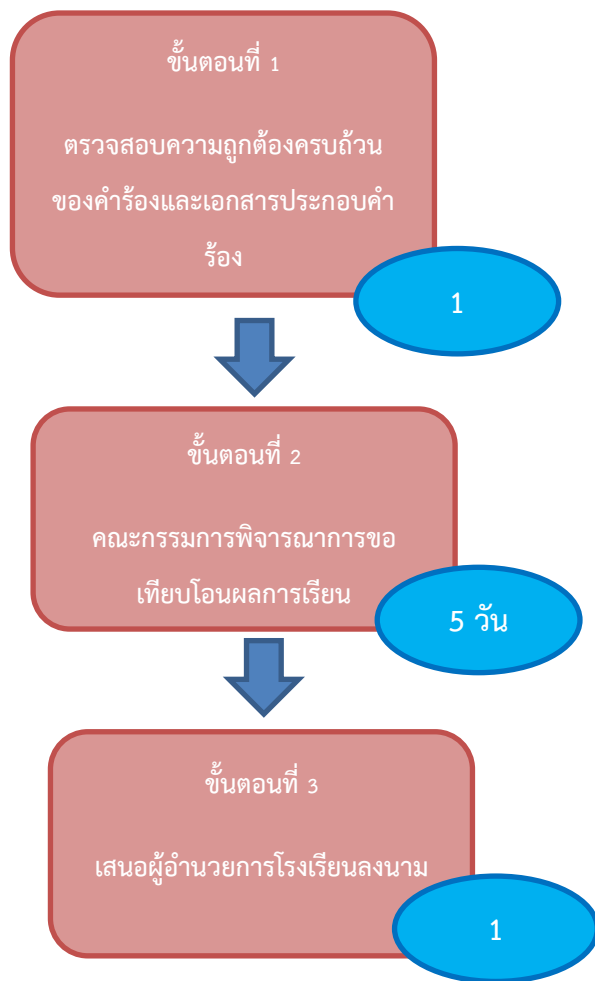 ขั้นตอนที่ 1
ตรวจสอบความถูกต้องครบถ้วน
ของคำร้องและเอกสารประกอบคำ
ร้อง
1
ขั้นตอนที่ 2
คณะกรรมการพิจารณาการขอ
เทียบโอนผลการเรียน
5 วัน
ขั้นตอนที่ 3
เสนอผู้อำนวยการโรงเรียนลงนาม
1